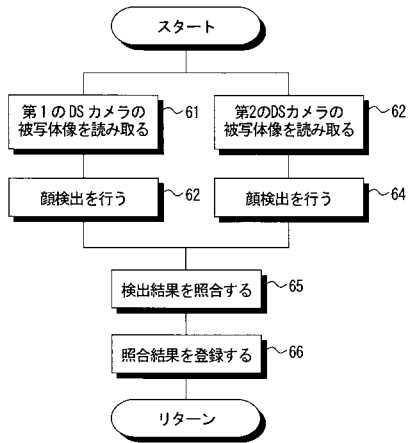 スタート
第1のDSカメラの
被写体像を読み取る
61
第2のDSカメラの
被写体像を読み取る
62
顔検出を行う
62
顔検出を行う
64
検出結果を照合する
65
照合結果を登録する
66
リターン